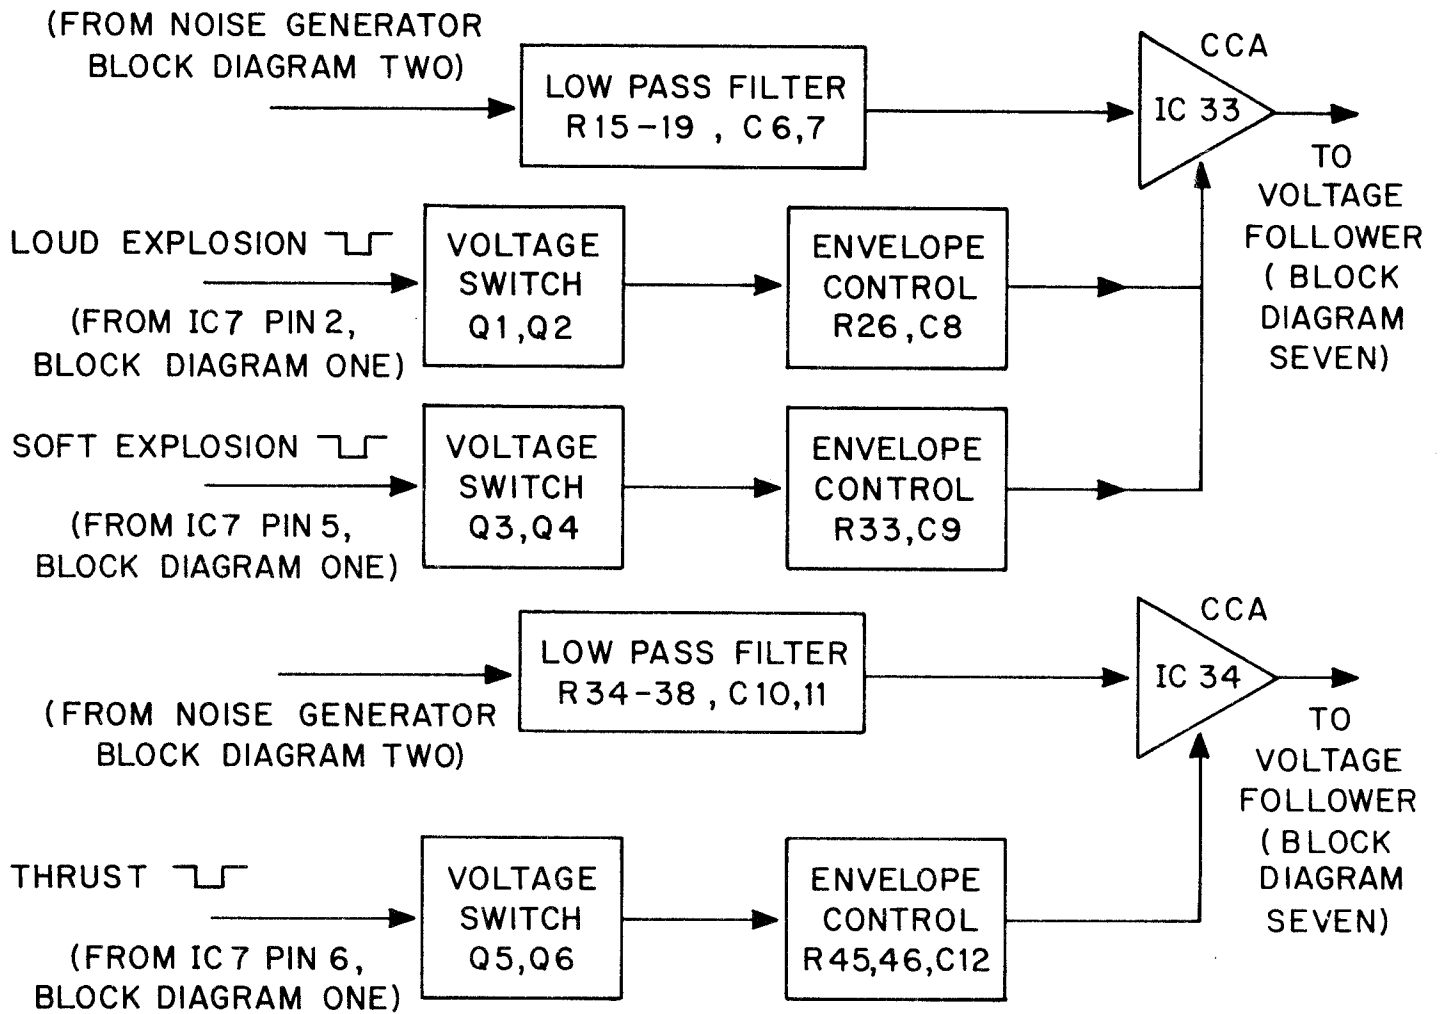 (FROM NOISE GENERATOR
BLOCK DIAGRAM TWO)
LOW PASS FILTER
R15-19 , C6,7
CCA
IC 33
TO
VOLTAGE
FOLLOWER
( BLOCK
DIAGRAM
SEVEN)
LOUD EXPLOSION
(FROM IC7 PIN 2,
BLOCK DIAGRAM ONE)
VOLTAGE
SWITCH
Q1,Q2
ENVELOPE
CONTROL
R26,C8
SOFT EXPLOSION
(FROM IC7 PIN 5,
BLOCK DIAGRAM ONE)
VOLTAGE
SWITCH
Q3,Q4
ENVELOPE
CONTROL
R33,C9
LOW PASS FILTER
R34-38 , C10,11
(FROM NOISE GENERATOR
BLOCK DIAGRAM TWO)
CCA
IC 34
TO
VOLTAGE
FOLLOWER
( BLOCK
DIAGRAM
SEVEN)
THRUST
(FROM IC7 PIN 6,
BLOCK DIAGRAM ONE)
VOLTAGE
SWITCH
Q5,Q6
ENVELOPE
CONTROL
R45,46,C12